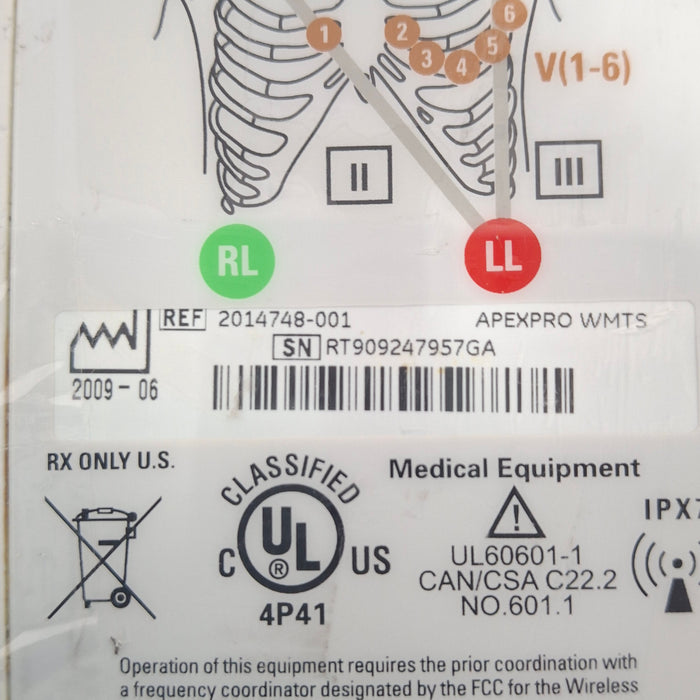 6
1 2 5
3 4 V(1-6)
II III
RL LL
REF 2014748-001 APEXPRO WMTS
SN RT909247957GA
2009-06
RX ONLY U.S.
CLASSIFIED
UL
®
C US
4P41
Medical Equipment
!
UL60601-1
CAN/CSA C22.2
NO.601.1
IPX7
Operation of this equipment requires the prior coordination with
a frequency coordinator designated by the FCC for the Wireless